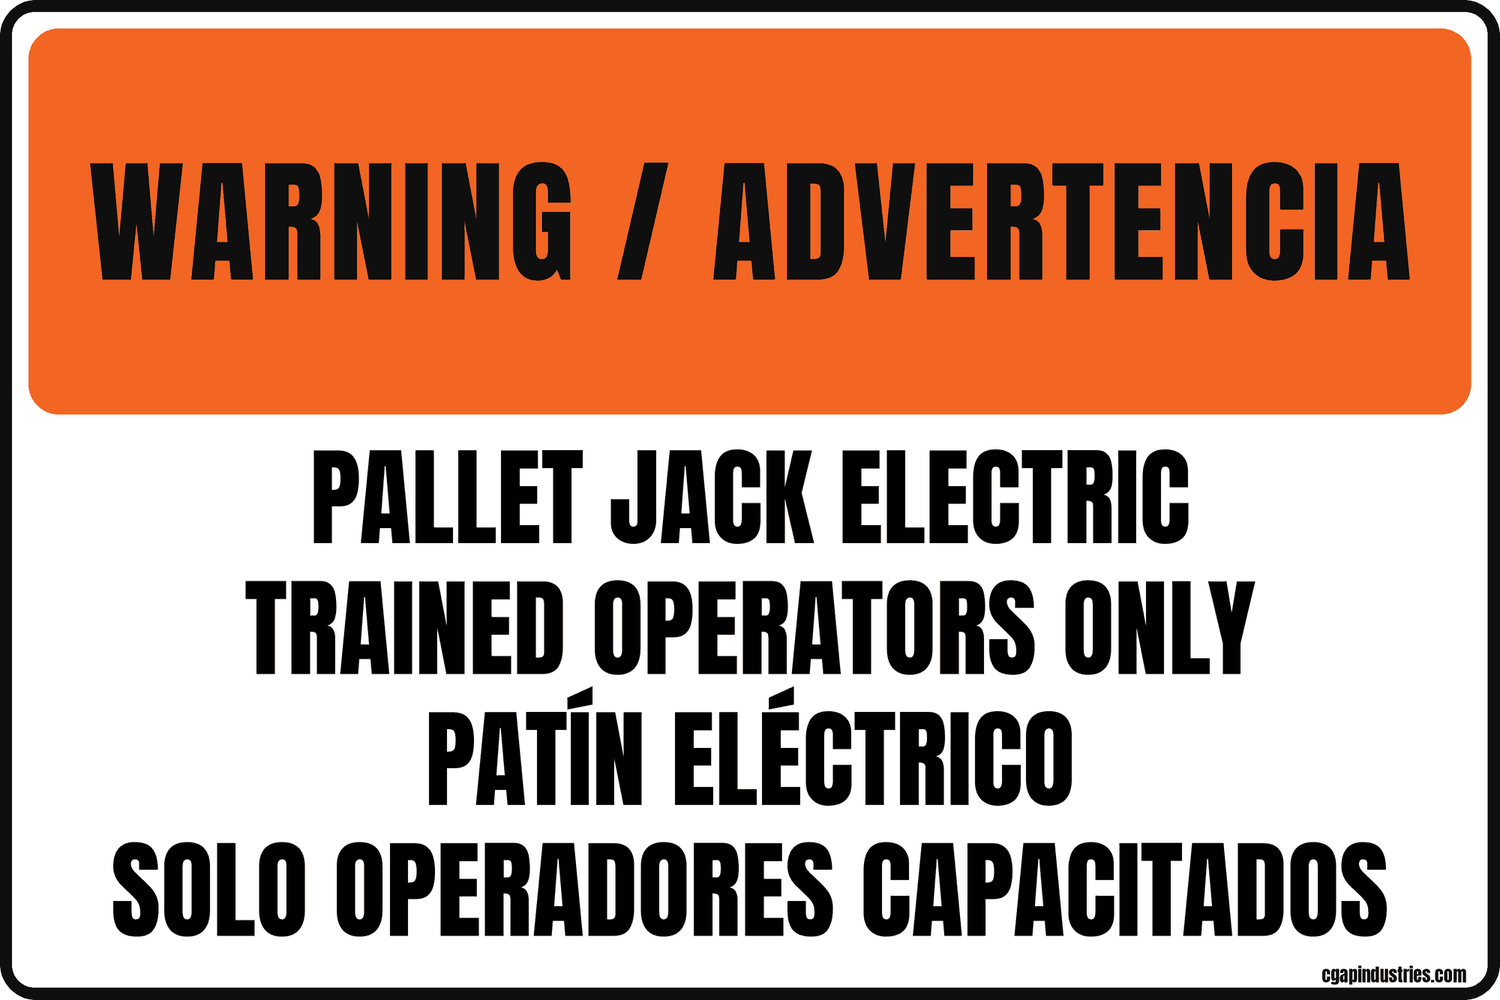 WARNING / ADVERTENCIA
PALLET JACK ELECTRIC
TRAINED OPERATORS ONLY
PATÍN ELÉCTRICO
SOLO OPERADORES CAPACITADOS
cgapindustries.com